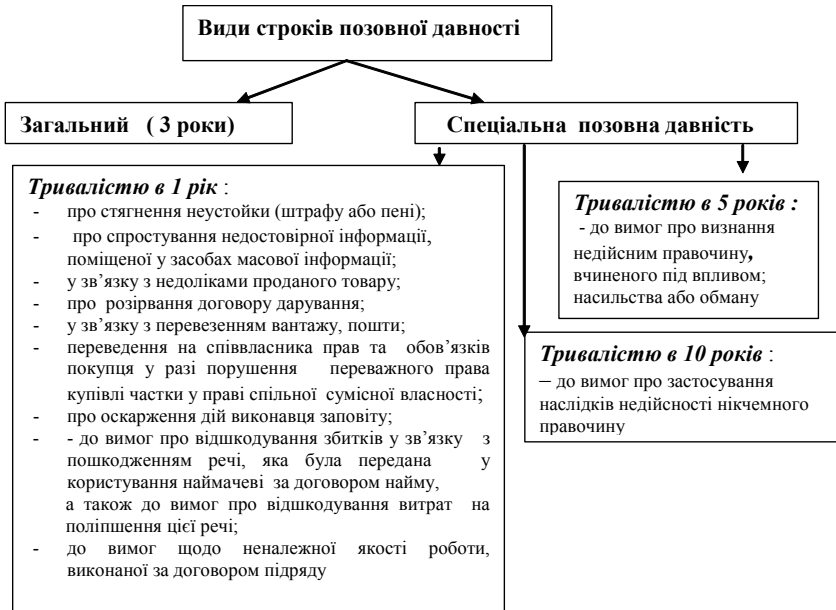 Види строків позовної давності
Загальний ( 3 роки)
Спеціальна позовна давність
Тривалістю в 1 рік :
- про стягнення неустойки (штрафу або пені);
- про спростування недостовірної інформації,
поміщеної у засобах масової інформації;
- у зв’язку з недоліками проданого товару;
- про розірвання договору дарування;
- у зв’язку з перевезенням вантажу, пошти;
- переведення на співвласника прав та обов’язків
покупця у разі порушення переважного права
купівлі частки у праві спільної сумісної власності;
- про оскарження дій виконавця заповіту;
- - до вимог про відшкодування збитків у зв’язку з
пошкодженням речі, яка була передана у
користування наймачеві за договором найму,
а також до вимог про відшкодування витрат на
поліпшення цієї речі;
- до вимог щодо неналежної якості роботи,
виконаної за договором підряду
Тривалістю в 5 років :
- до вимог про визнання
недійсним правочину,
вчиненого під впливом;
насильства або обману
Тривалістю в 10 років :
– до вимог про застосування
наслідків недійсності нікчемного
правочину